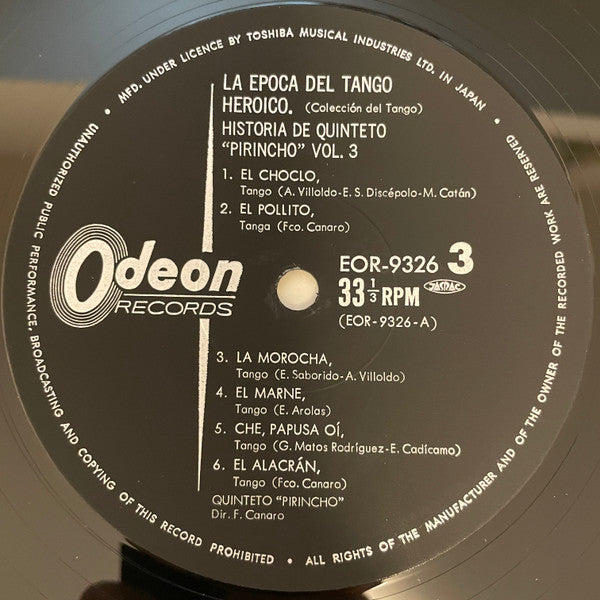 • MFD. UNDER LICENCE BY TOSHIBA MUSICAL INDUSTRIES LTD. IN JAPAN •
LA EPOCA DEL TANGO
HEROICO. (Colección del Tango)
HISTORIA DE QUINTETO
"PIRINCHO" VOL. 3
1. EL CHOCLO,
Tango (A. Villoldo-E. S. Discépolo-M. Catán)
2. EL POLLITO,
Tanga (Fco. Canaro)
Odeon
RECORDS
EOR-9326 3
33 1/3 RPM JASRAC
(EOR-9326-A)
3. LA MOROCHA,
Tango (E. Saborido-A. Villoldo)
4. EL MARNE,
Tango (E. Arolas)
5. CHE, PAPUSA OÍ,
Tango (G. Matos Rodríguez-E. Cadícamo)
6. EL ALACRÁN,
Tango (Fco. Canaro)
QUINTETO "PIRINCHO"
Dir. F. Canaro
UNAUTHORIZED PUBLIC PERFORMANCE, BROADCASTING AND COPYING OF THIS RECORD PROHIBITED • ALL RIGHTS OF THE MANUFACTURER AND OF THE OWNER OF THE RECORDED WORK ARE RESERVED